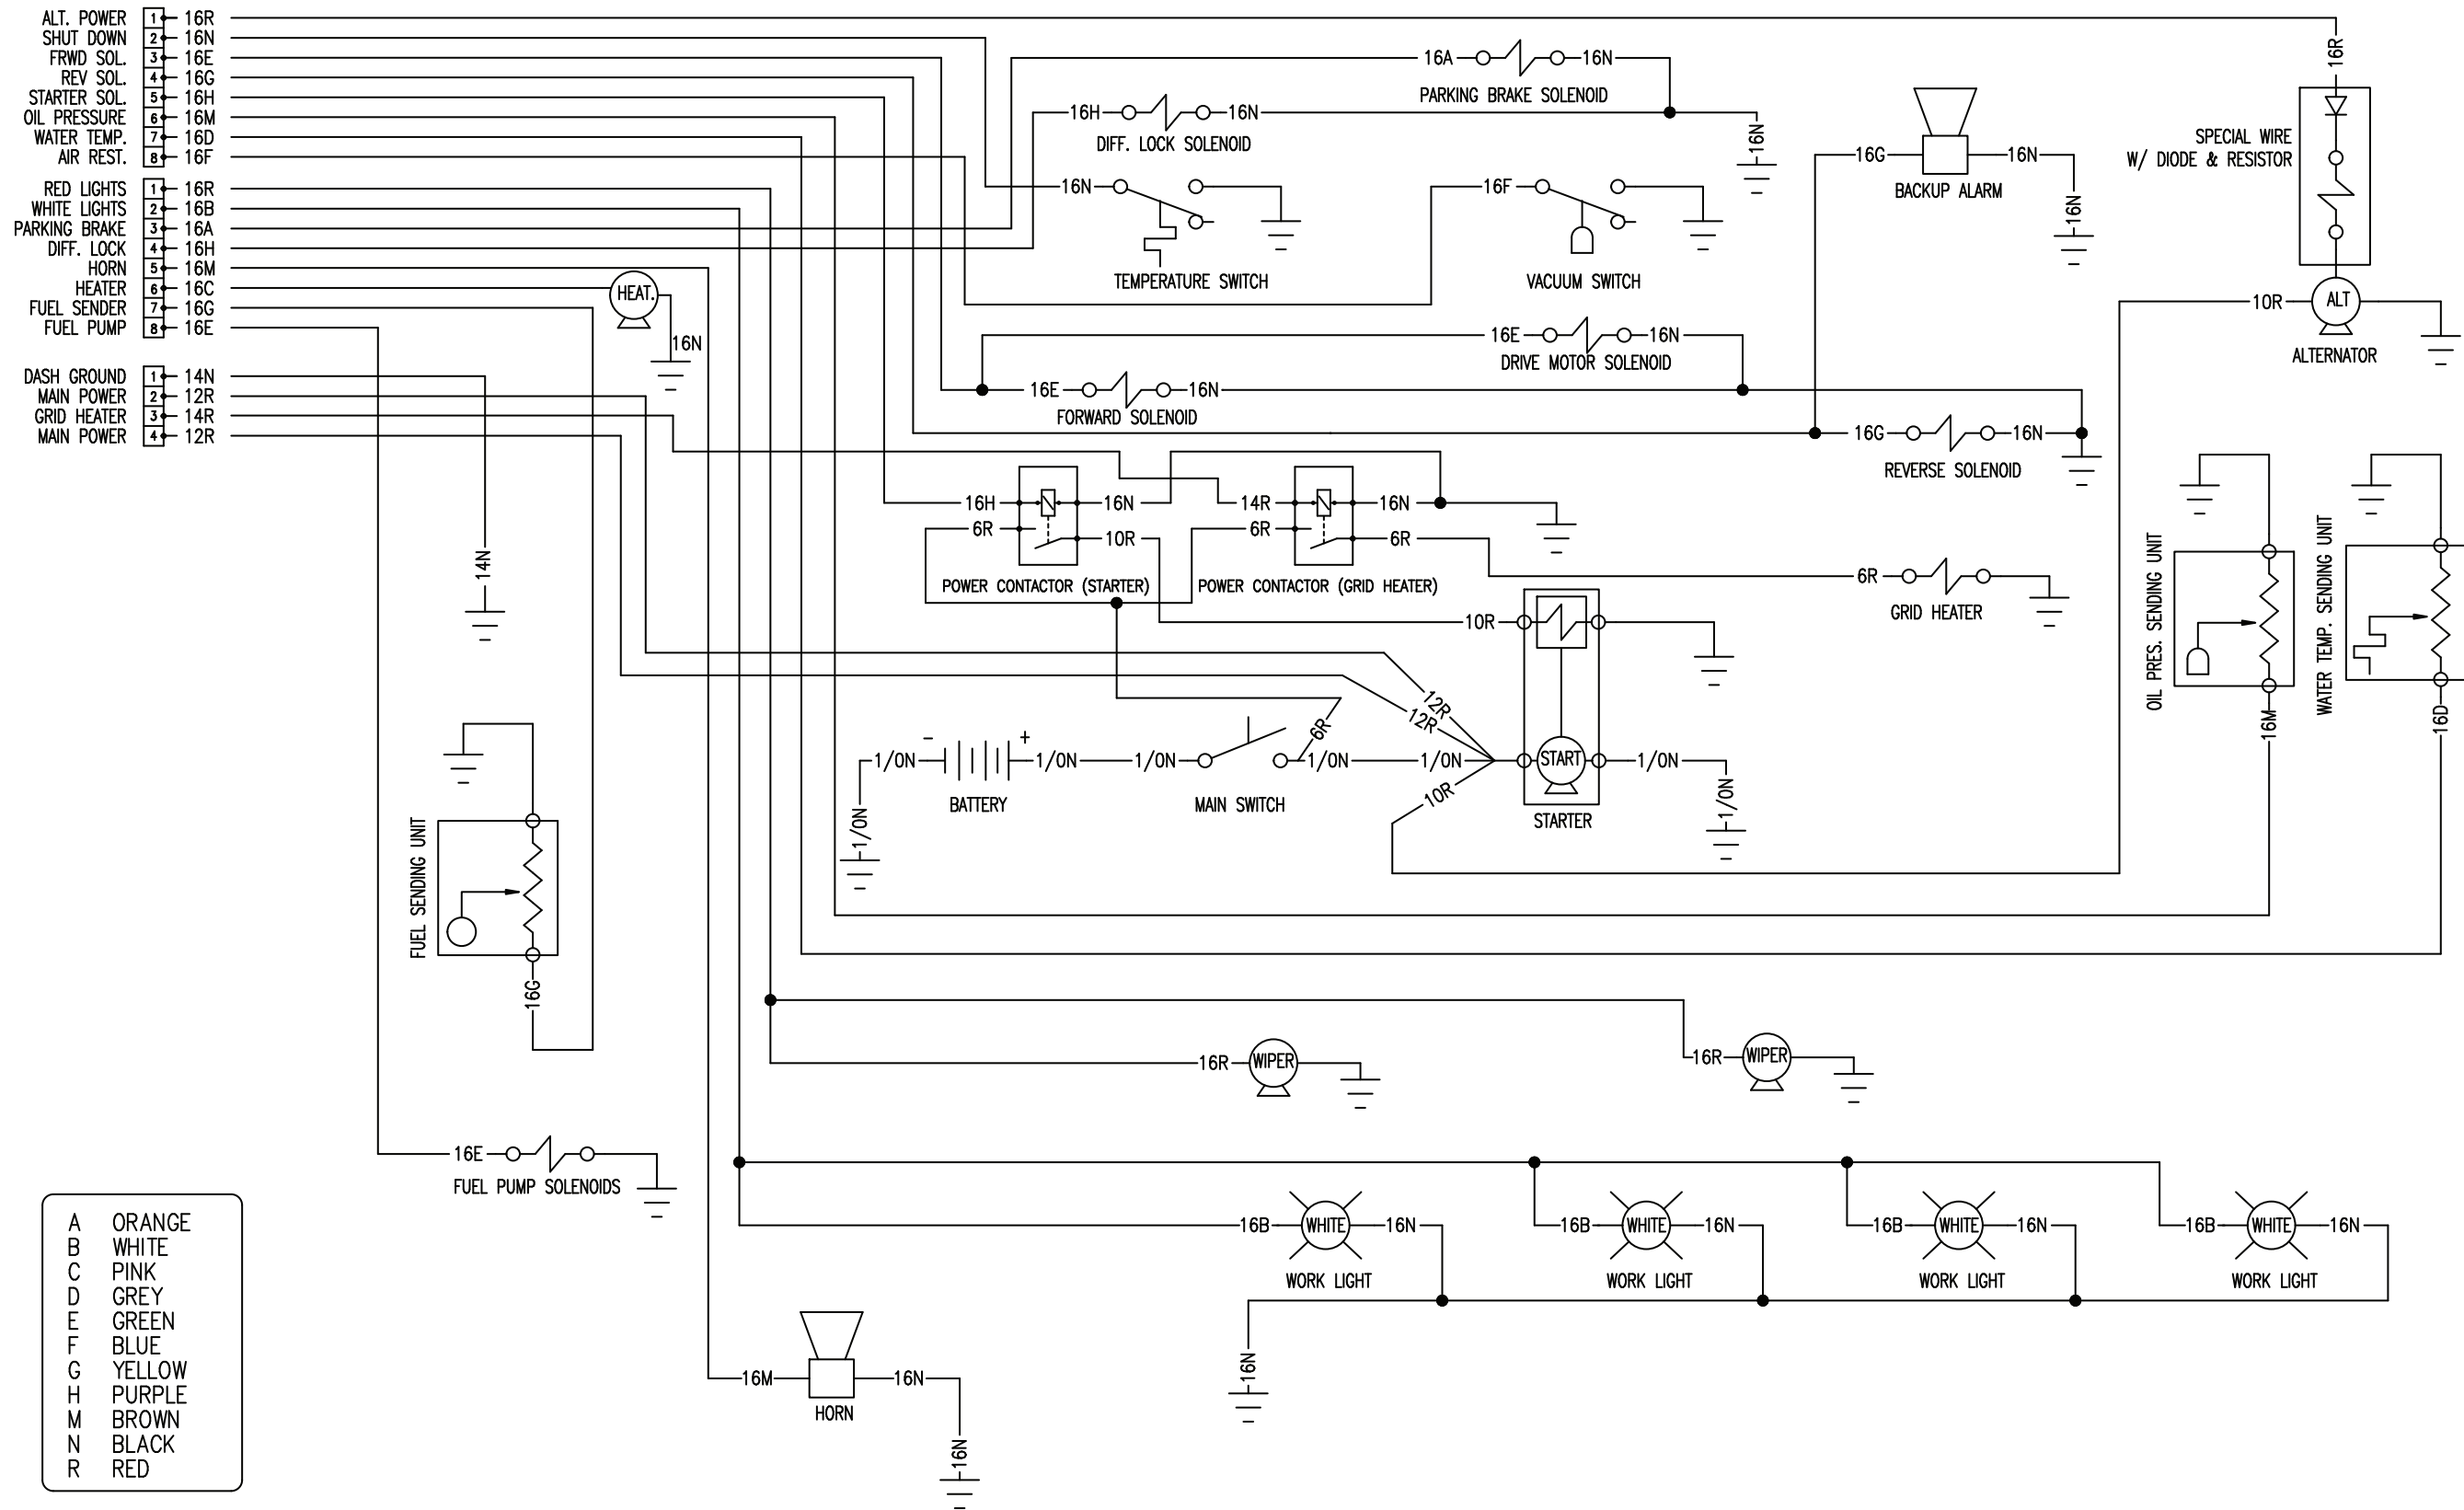 ALT. POWER 1 16R
SHUT DOWN 2 16N
FRWD SOL. 3 16E
REV SOL. 4 16G
STARTER SOL. 5 16H
OIL PRESSURE 6 16M
WATER TEMP. 7 16D
AIR REST. 8 16F
RED LIGHTS 1 16R
WHITE LIGHTS 2 16B
PARKING BRAKE 3 16A
DIFF. LOCK 4 16H
HORN 5 16M
HEATER 6 16C
FUEL SENDER 7 16G
FUEL PUMP 8 16E
DASH GROUND 1 14N
MAIN POWER 2 12R
GRID HEATER 3 14R
MAIN POWER 4 12R
HEAT.
16N
14N
16A 16N
PARKING BRAKE SOLENOID
16H 16N
DIFF. LOCK SOLENOID
16N
16N
TEMPERATURE SWITCH
16F
VACUUM SWITCH
16G 16N
BACKUP ALARM
16N
16R
SPECIAL WIRE
W/ DIODE & RESISTOR
10R ALT
ALTERNATOR
16E 16N
DRIVE MOTOR SOLENOID
16E 16N
FORWARD SOLENOID
16G 16N
REVERSE SOLENOID
16H 16N
6R 10R
POWER CONTACTOR (STARTER)
14R 16N
6R 6R
POWER CONTACTOR (GRID HEATER)
6R
GRID HEATER
10R
12R
12R
6R
10R
1/0N - + 1/0N
1/0N
BATTERY
1/0N 1/0N
MAIN SWITCH
1/0N START 1/0N
1/0N
STARTER
OIL PRES. SENDING UNIT
16M
WATER TEMP. SENDING UNIT
16D
FUEL SENDING UNIT
16G
16R WIPER
16R WIPER
16E
FUEL PUMP SOLENOIDS
16B WHITE 16N
WORK LIGHT
16B WHITE 16N
WORK LIGHT
16B WHITE 16N
WORK LIGHT
16B WHITE 16N
WORK LIGHT
16N
16M 16N
HORN
16N
A ORANGE
B WHITE
C PINK
D GREY
E GREEN
F BLUE
G YELLOW
H PURPLE
M BROWN
N BLACK
R RED